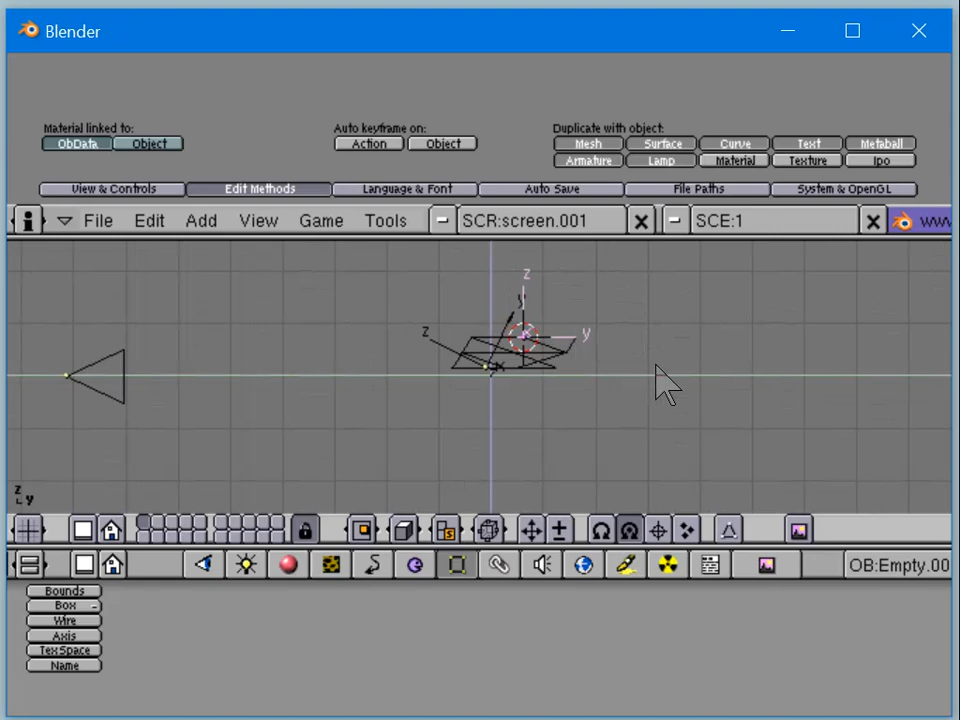 Blender
Material linked to: Auto keyframe on: Duplicate with object:
ObData Object Action Object Mesh Surface Curve Text Metaball
Armature Lamp Material Texture Ipo
View & Controls Edit Methods Language & Font Auto Save File Paths System & OpenGL
File Edit Add View Game Tools SCR:screen.001 SCE:1 www
z
y
z y
x
z
y
OB:Empty.00
Bounds
Box
Wire
Axis
TexSpace
Name